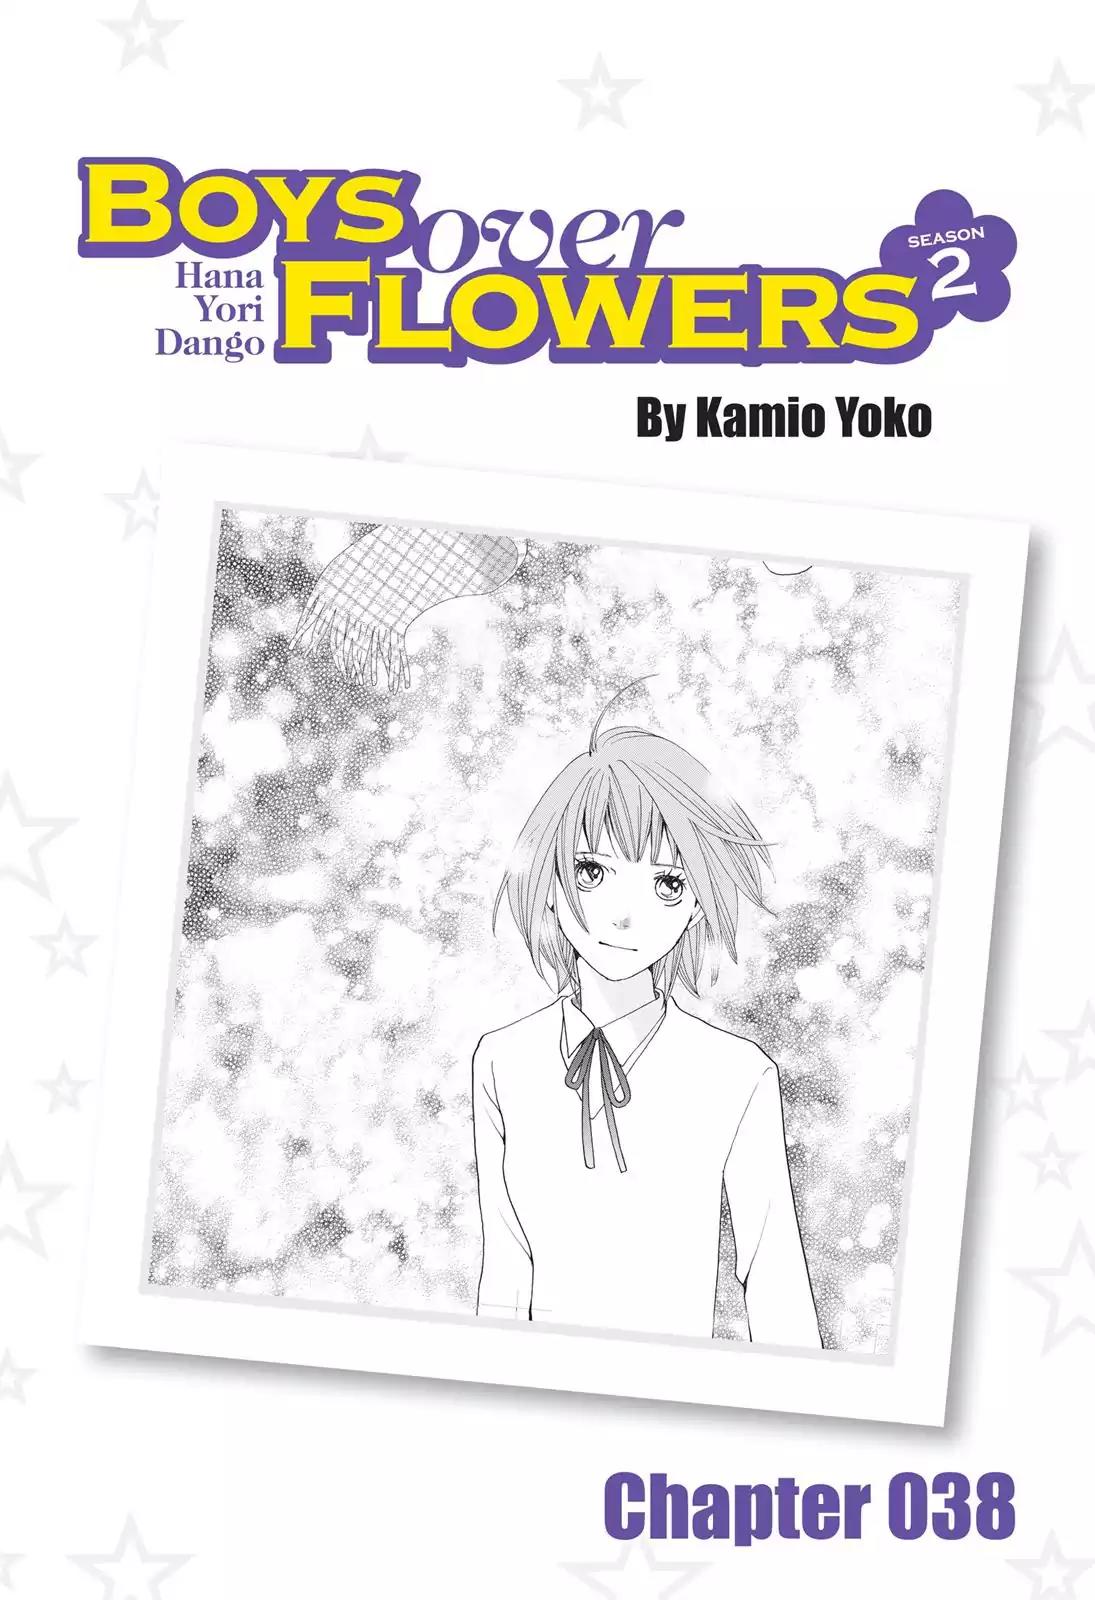 BOYS over
Hana
Yori
Dango
FLOWERS
SEASON
2
By Kamio Yoko
Chapter 038